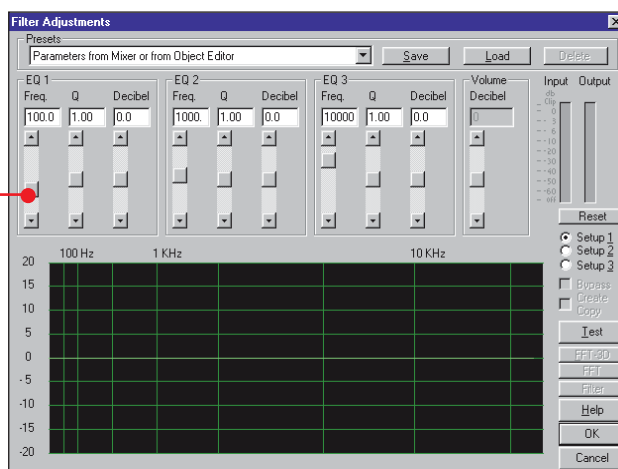 Filter Adjustments
Presets
Parameters from Mixer or from Object Editor
Save
Load
Delete
EQ 1
EQ 2
EQ 3
Volume
Input Output
Freq. Q Decibel
Freq. Q Decibel
Freq. Q Decibel
Decibel
100.0 1.00 0.0
1000. 1.00 0.0
10000 1.00 0.0
0
db
Clip
0
- 3
- 6
-10
-20
-30
-40
-50
-60
off
Reset
Setup 1
Setup 2
Setup 3
Bypass
Create
Copy
Test
FFT-3D
FFT
Filter
Help
OK
Cancel
100 Hz
1 KHz
10 KHz
20
15
10
5
0
- 5
-10
-15
-20